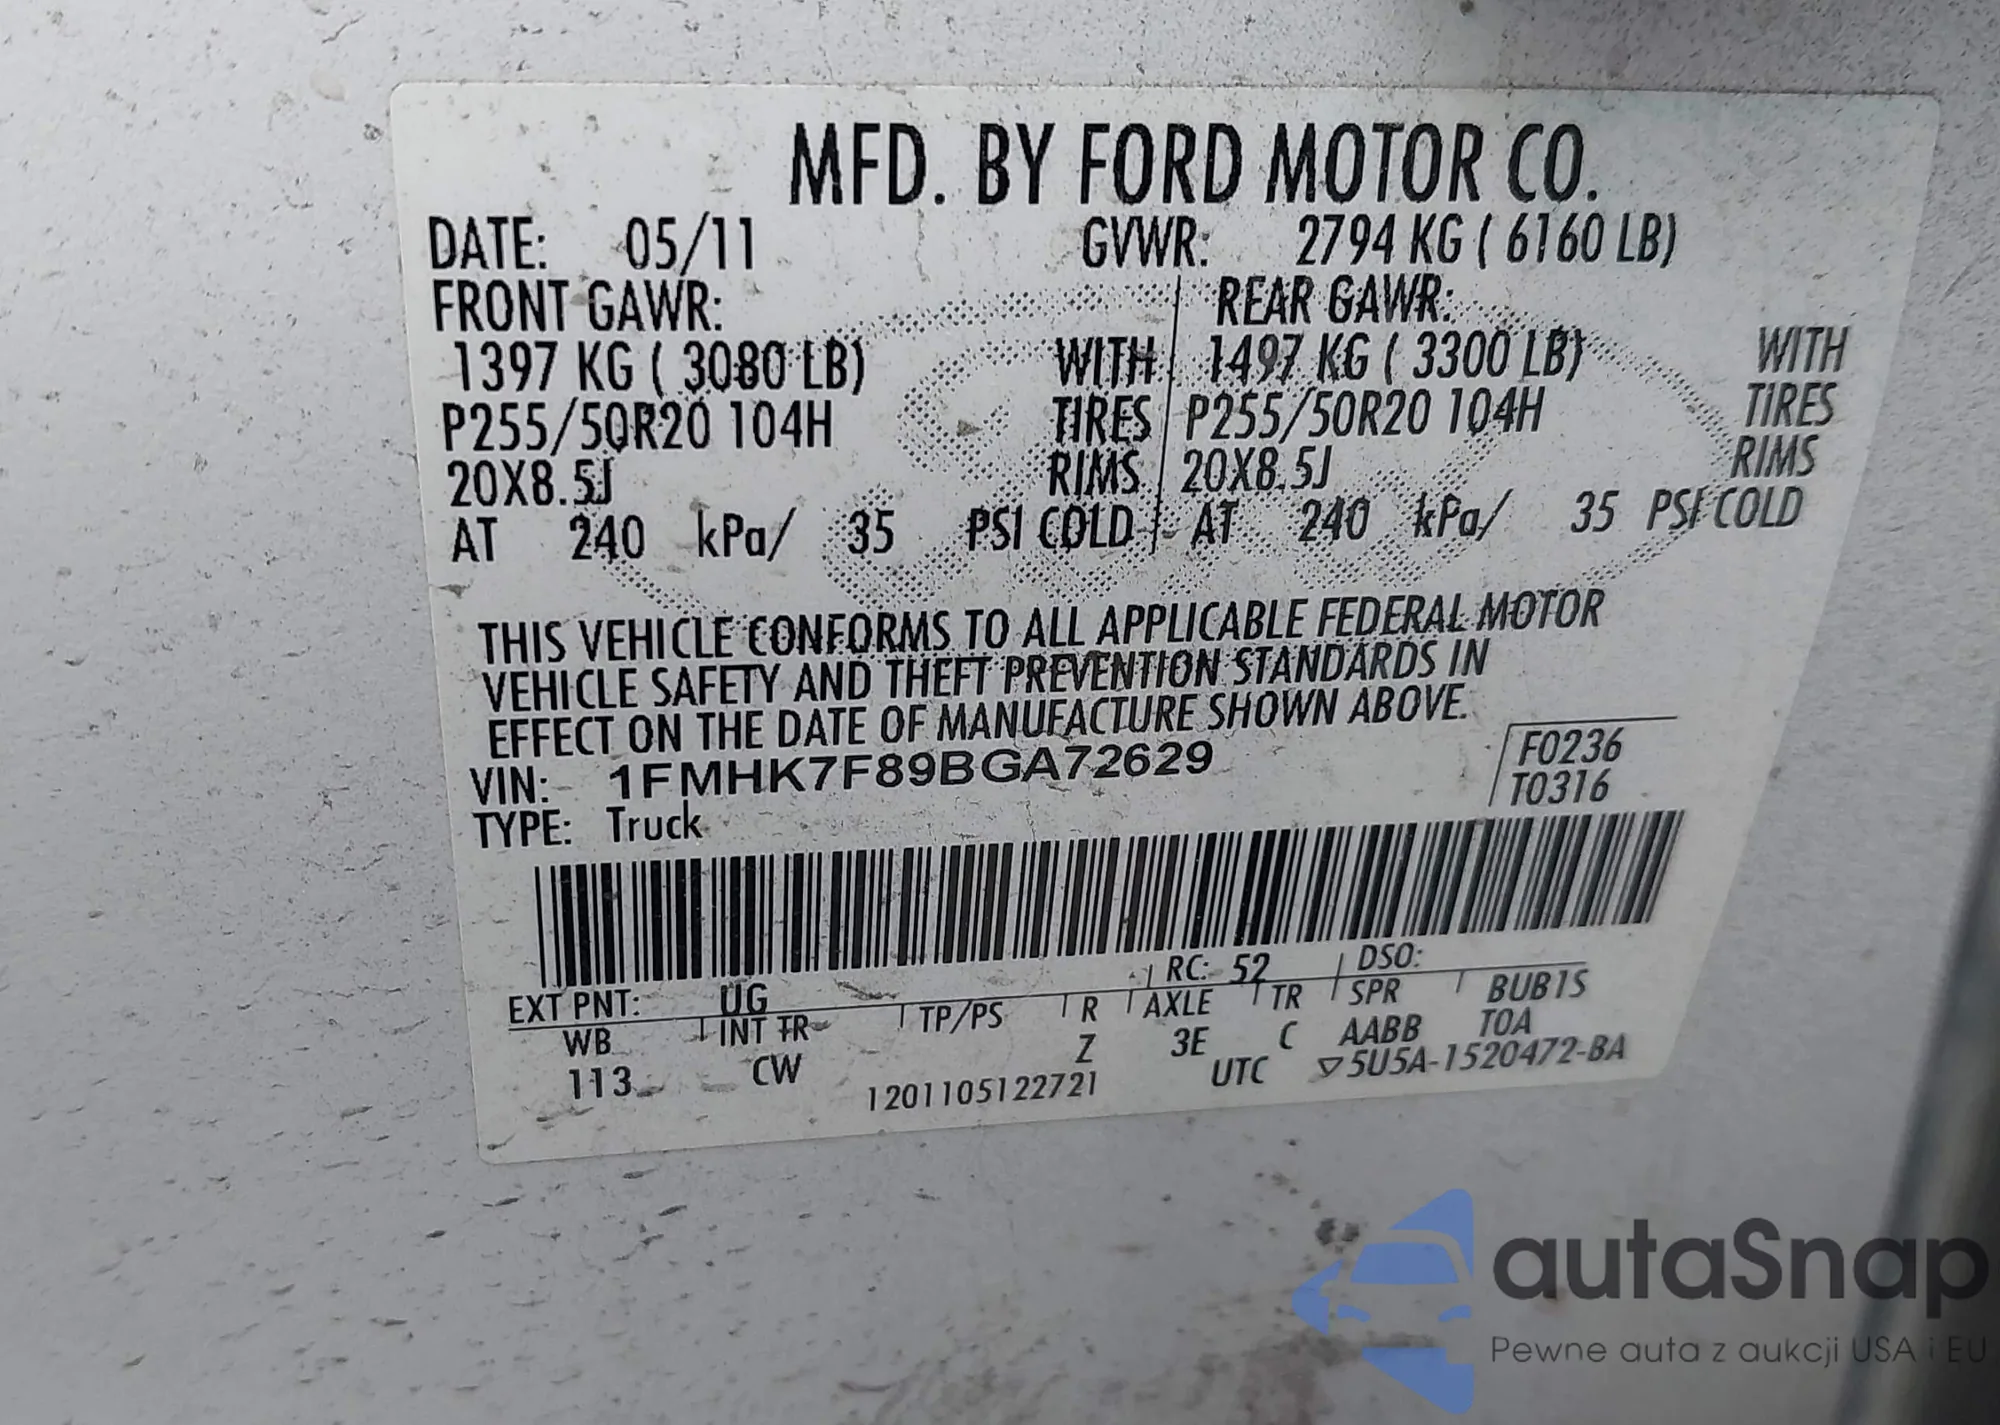 MFD. BY FORD MOTOR CO.
DATE: 05/11 GVWR: 2794 KG ( 6160 LB)
FRONT GAWR: REAR GAWR:
1397 KG ( 3080 LB) WITH 1497 KG ( 3300 LB) WITH
P255/50R20 104H TIRES P255/50R20 104H TIRES
20X8.5J RIMS 20X8.5J RIMS
AT 240 kPa/ 35 PSI COLD AT 240 kPa/ 35 PSI COLD
THIS VEHICLE CONFORMS TO ALL APPLICABLE FEDERAL MOTOR
VEHICLE SAFETY AND THEFT PREVENTION STANDARDS IN
EFFECT ON THE DATE OF MANUFACTURE SHOWN ABOVE.
VIN: 1FMHK7F89BGA72629 F0236
TYPE: Truck T0316
EXT PNT: UG RC: 52 DSO:
WB INT TR TP/PS R AXLE TR SPR BUB1S
113 CW Z 3E C AABB TOA
1201105122721 UTC ▽5U5A-1520472-BA
autaSnap
Pewne auta z aukcji USA i EU